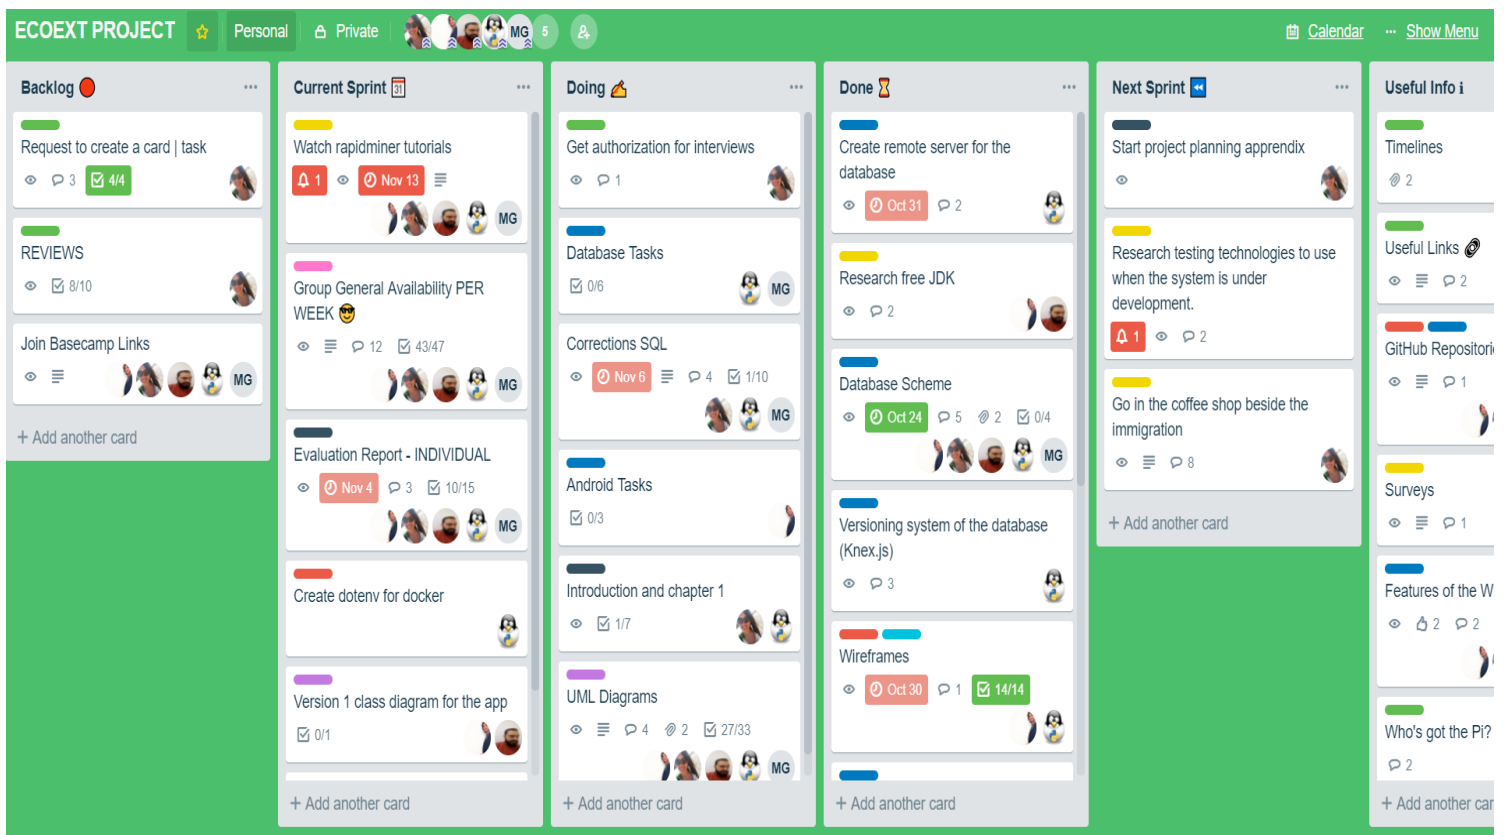 ECOEXT PROJECT
Personal
Private
MG
5
Calendar
Show Menu
Backlog
Request to create a card | task
3
4/4
REVIEWS
8/10
Join Basecamp Links
MG
+ Add another card
Current Sprint
31
Watch rapidminer tutorials
1
Nov 13
MG
Group General Availability PER
WEEK
12
43/47
MG
Evaluation Report - INDIVIDUAL
Nov 4
3
10/15
MG
Create dotenv for docker
Version 1 class diagram for the app
0/1
+ Add another card
Doing
Get authorization for interviews
1
Database Tasks
0/6
MG
Corrections SQL
Nov 6
4
1/10
MG
Android Tasks
0/3
Introduction and chapter 1
1/7
UML Diagrams
4
2
27/33
MG
+ Add another card
Done
Create remote server for the
database
Oct 31
2
Research free JDK
2
Database Scheme
Oct 24
5
2
0/4
MG
Versioning system of the database
(Knex.js)
3
Wireframes
Oct 30
1
14/14
+ Add another card
Next Sprint
Start project planning apprendix
Research testing technologies to use
when the system is under
development.
1
2
Go in the coffee shop beside the
immigration
8
+ Add another card
Useful Info i
Timelines
2
Useful Links
2
GitHub Repositori
1
Surveys
1
Features of the W
2
2
Who's got the Pi?
2
+ Add another car